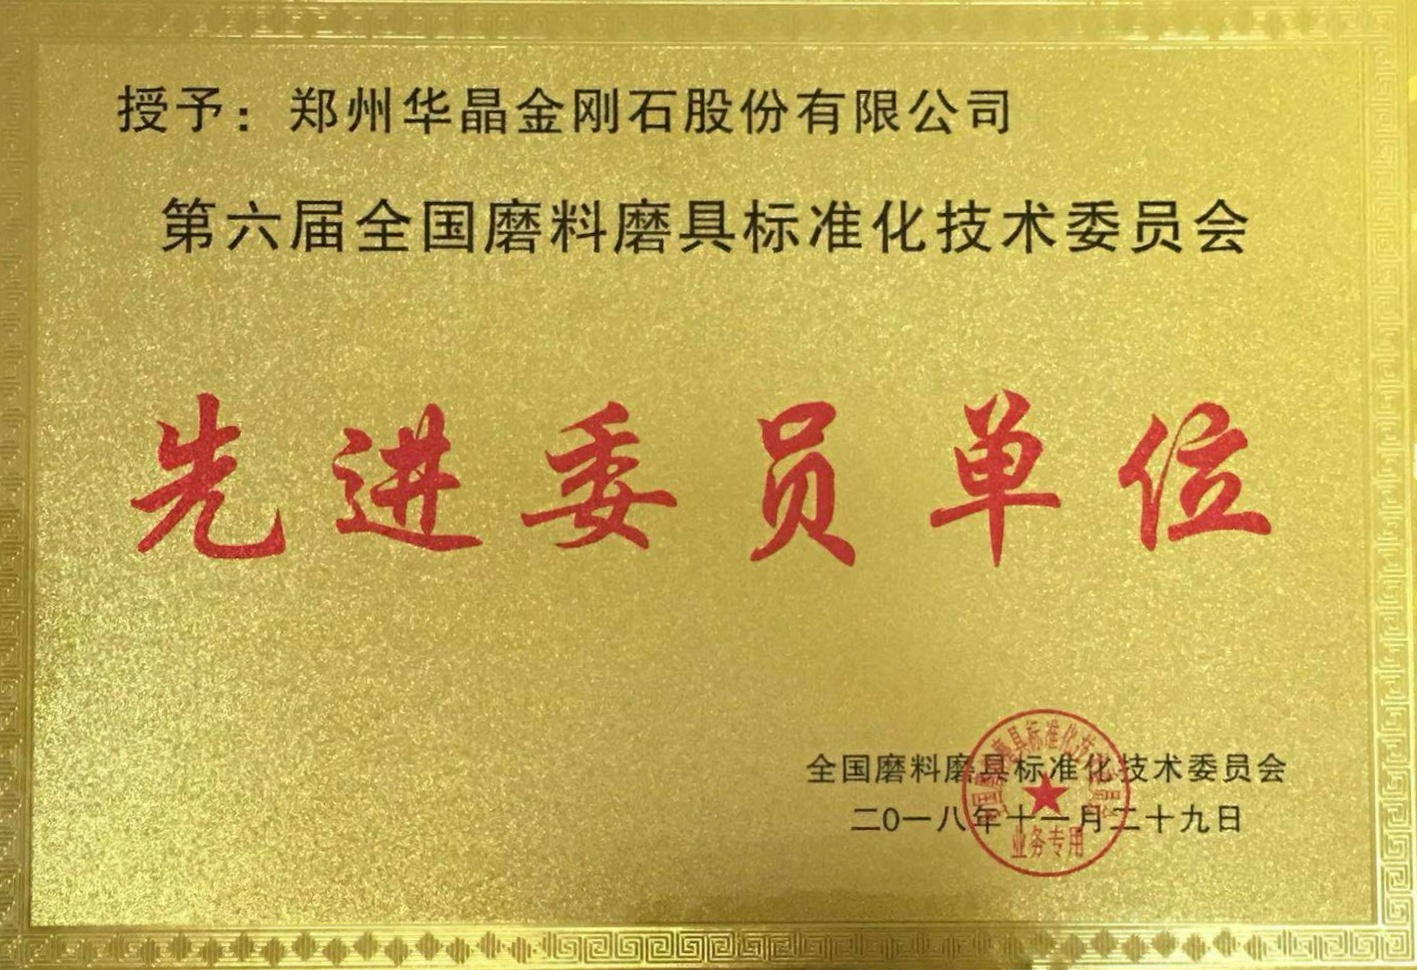 授予：郑州华晶金刚石股份有限公司
第六届全国磨料磨具标准化技术委员会
先进委员单位
全国磨料磨具标准化技术委员会
二0一八年十一月二十九日
业务专用